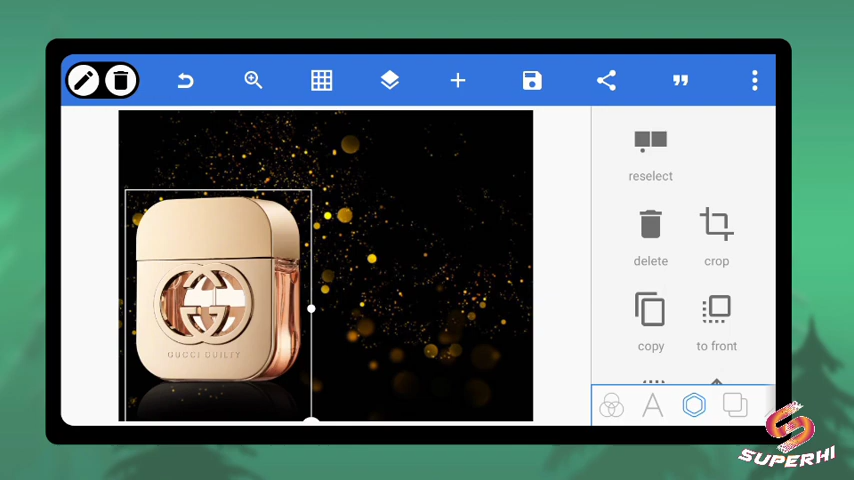 reselect
delete
crop
copy
to front
GUCCI GUILTY
SUPERHI